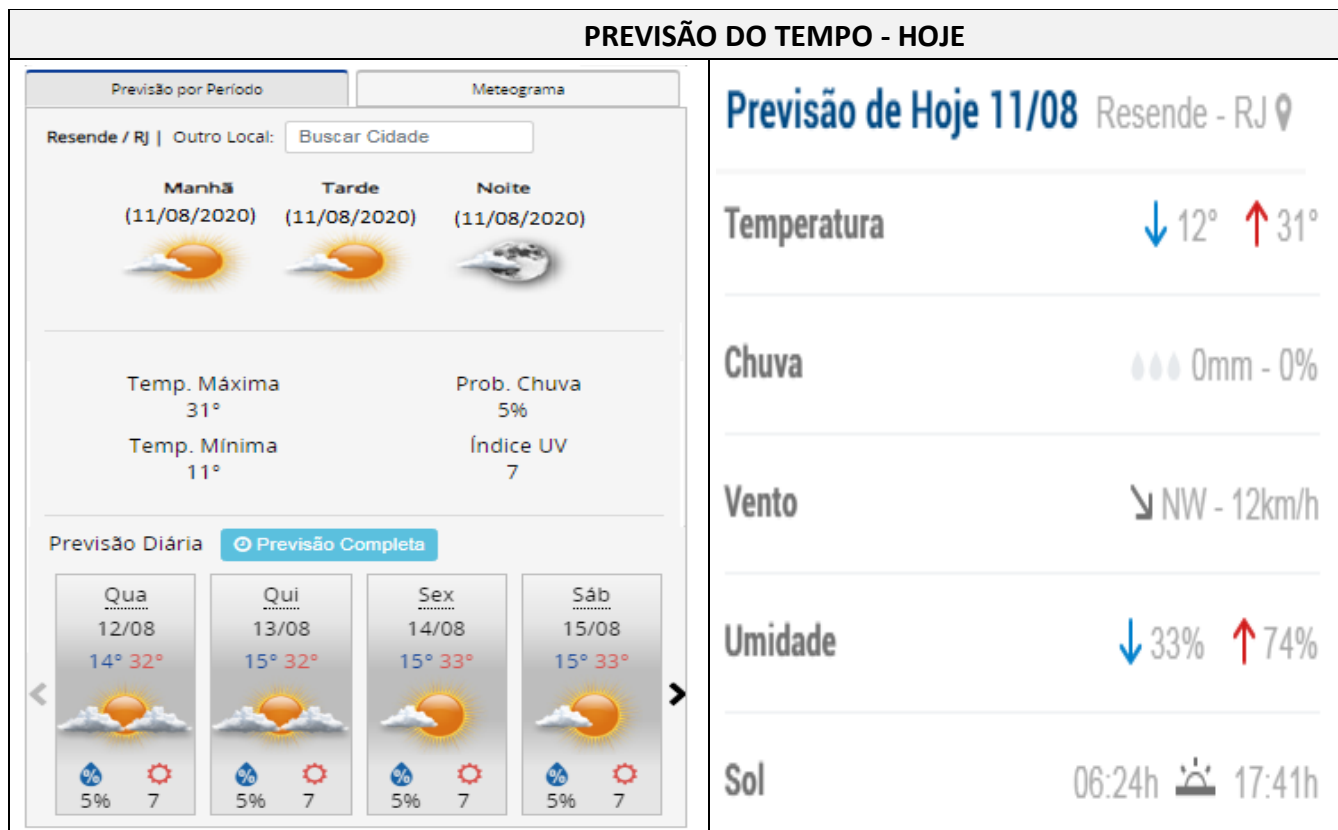 PREVISÃO DO TEMPO - HOJE
Previsão por Período
Meteograma
Resende / RJ | Outro Local: Buscar Cidade
Manhã Tarde Noite
(11/08/2020) (11/08/2020) (11/08/2020)
Temp. Máxima Prob. Chuva
31° 5%
Temp. Mínima Índice UV
11° 7
Previsão Diária Previsão Completa
Qua Qui Sex Sáb
12/08 13/08 14/08 15/08
14° 32° 15° 32° 15° 33° 15° 33°
% % % %
5% 7 5% 7 5% 7 5% 7
Previsão de Hoje 11/08 Resende - RJ
Temperatura 12° 31°
Chuva 0mm - 0%
Vento NW - 12km/h
Umidade 33% 74%
Sol 06:24h 17:41h